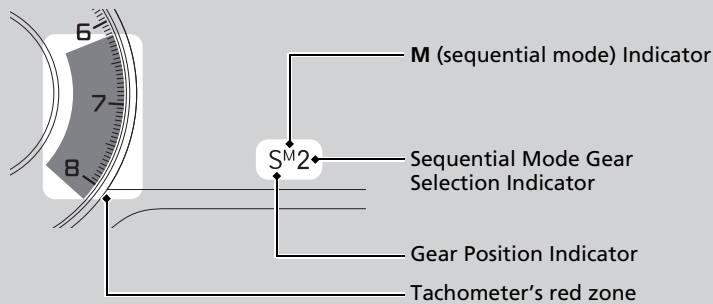 6
7
8
SM2
M (sequential mode) Indicator
Sequential Mode Gear
Selection Indicator
Gear Position Indicator
Tachometer's red zone